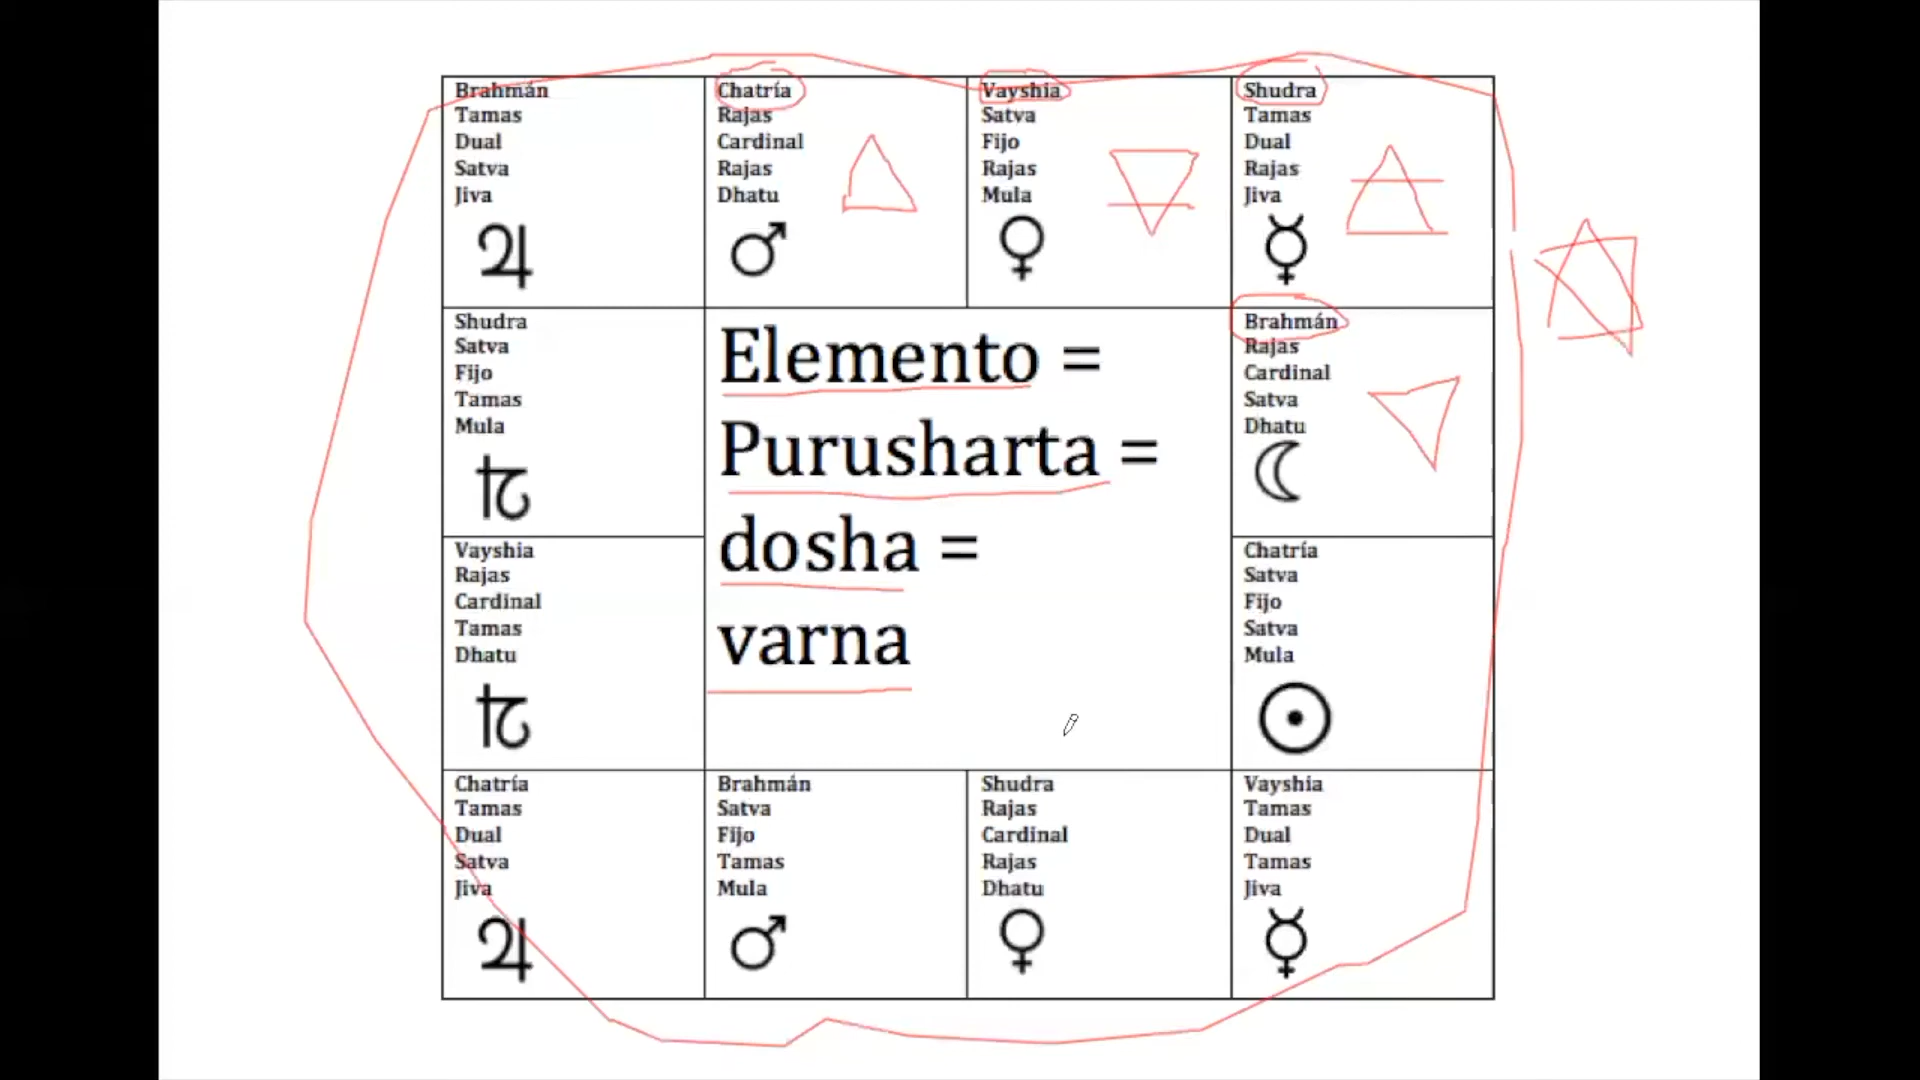 Brahmán
Tamas
Dual
Satva
Jiva
Chatría
Rajas
Cardinal
Rajas
Dhatu
Vayshia
Satva
Fijo
Rajas
Mula
Shudra
Tamas
Dual
Rajas
Jiva
Shudra
Satva
Fijo
Tamas
Mula
Elemento =
Purusharta =
dosha =
varna
Brahmán
Rajas
Cardinal
Satva
Dhatu
Vayshia
Rajas
Cardinal
Tamas
Dhatu
Chatría
Satva
Fijo
Satva
Mula
Chatría
Tamas
Dual
Satva
Jiva
Brahmán
Satva
Fijo
Tamas
Mula
Shudra
Rajas
Cardinal
Rajas
Dhatu
Vayshia
Tamas
Dual
Tamas
Jiva